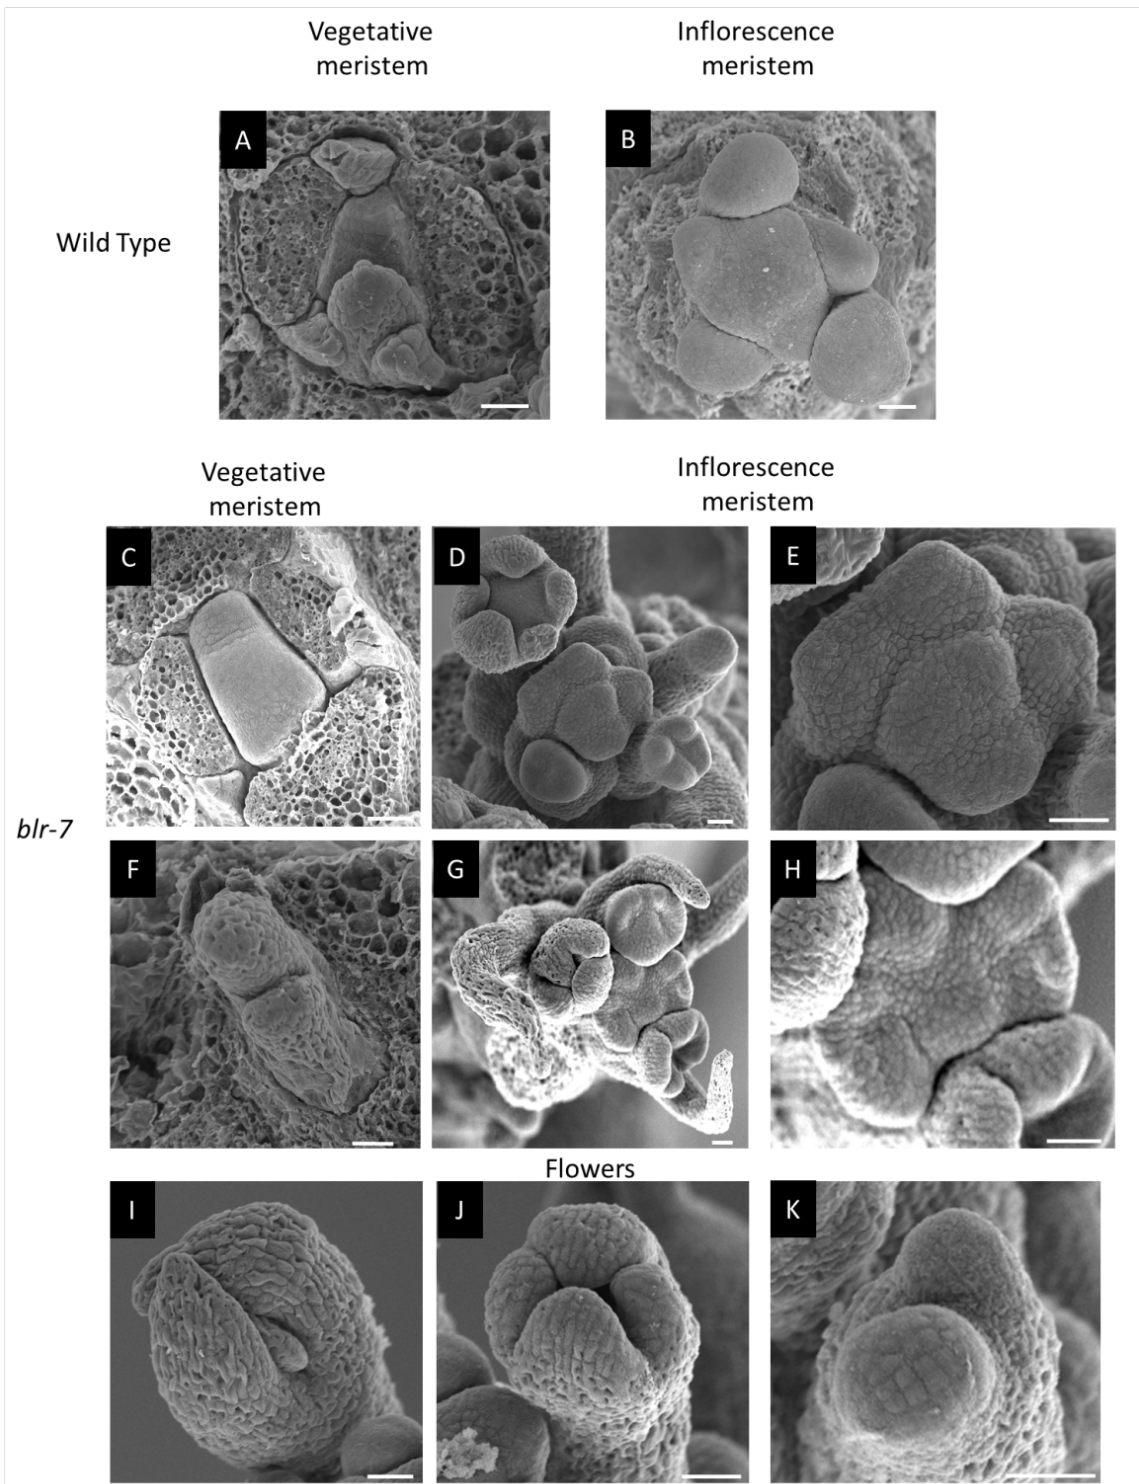 Vegetative
meristem
Inflorescence
meristem
A
B
Wild Type
Vegetative
meristem
Inflorescence
meristem
C
D
E
blr-7
F
G
H
Flowers
I
J
K